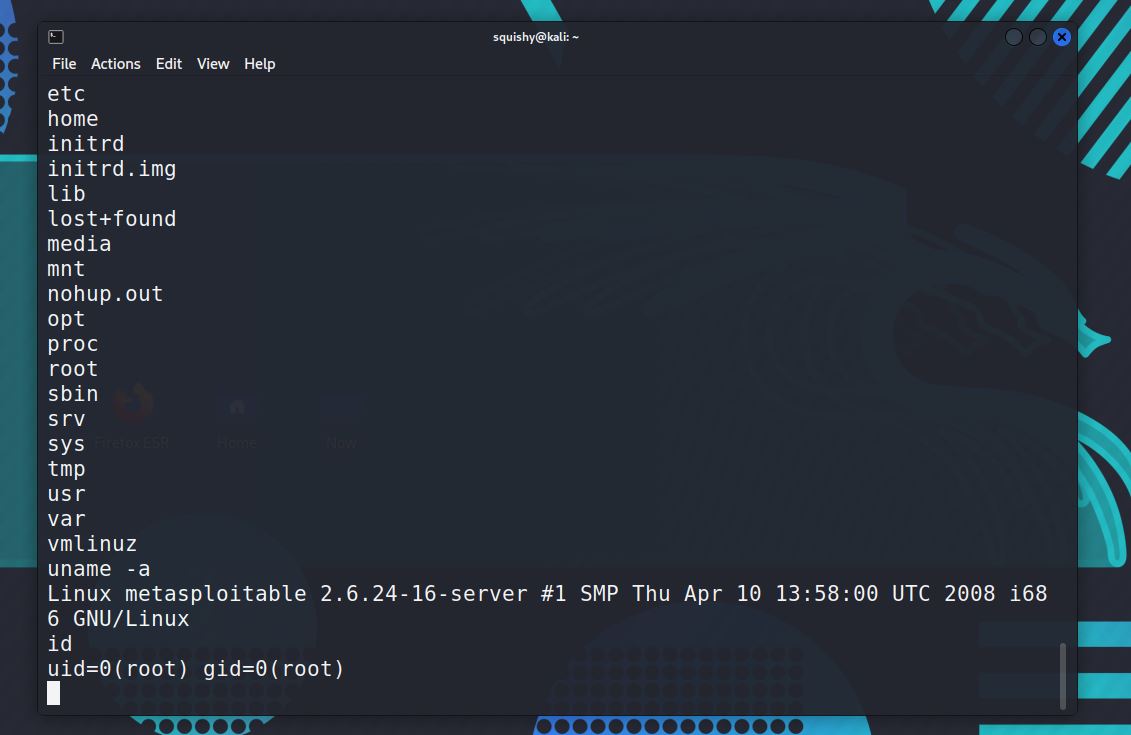 squishy@kali: ~
File Actions Edit View Help
etc
home
initrd
initrd.img
lib
lost+found
media
mnt
nohup.out
opt
proc
root
sbin
srv
sys
tmp
usr
var
vmlinuz
uname -a
Linux metasploitable 2.6.24-16-server #1 SMP Thu Apr 10 13:58:00 UTC 2008 i68
6 GNU/Linux
id
uid=0(root) gid=0(root)
Firefox ESR Home Now